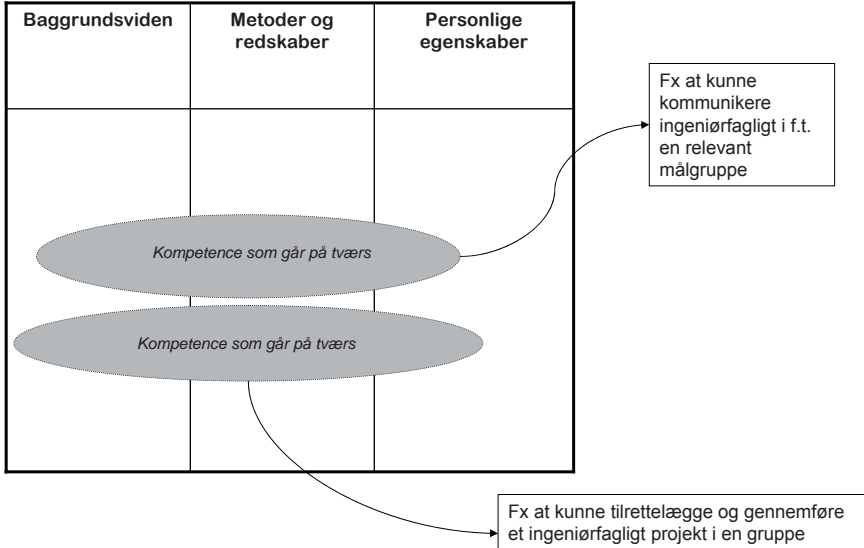 Baggrundsviden
Metoder og
redskaber
Personlige
egenskaber
Fx at kunne
kommunikere
ingeniørfagligt i f.t.
en relevant
målgruppe
Kompetence som går på tværs
Kompetence som går på tværs
Fx at kunne tilrettelægge og gennemføre
et ingeniørfagligt projekt i en gruppe